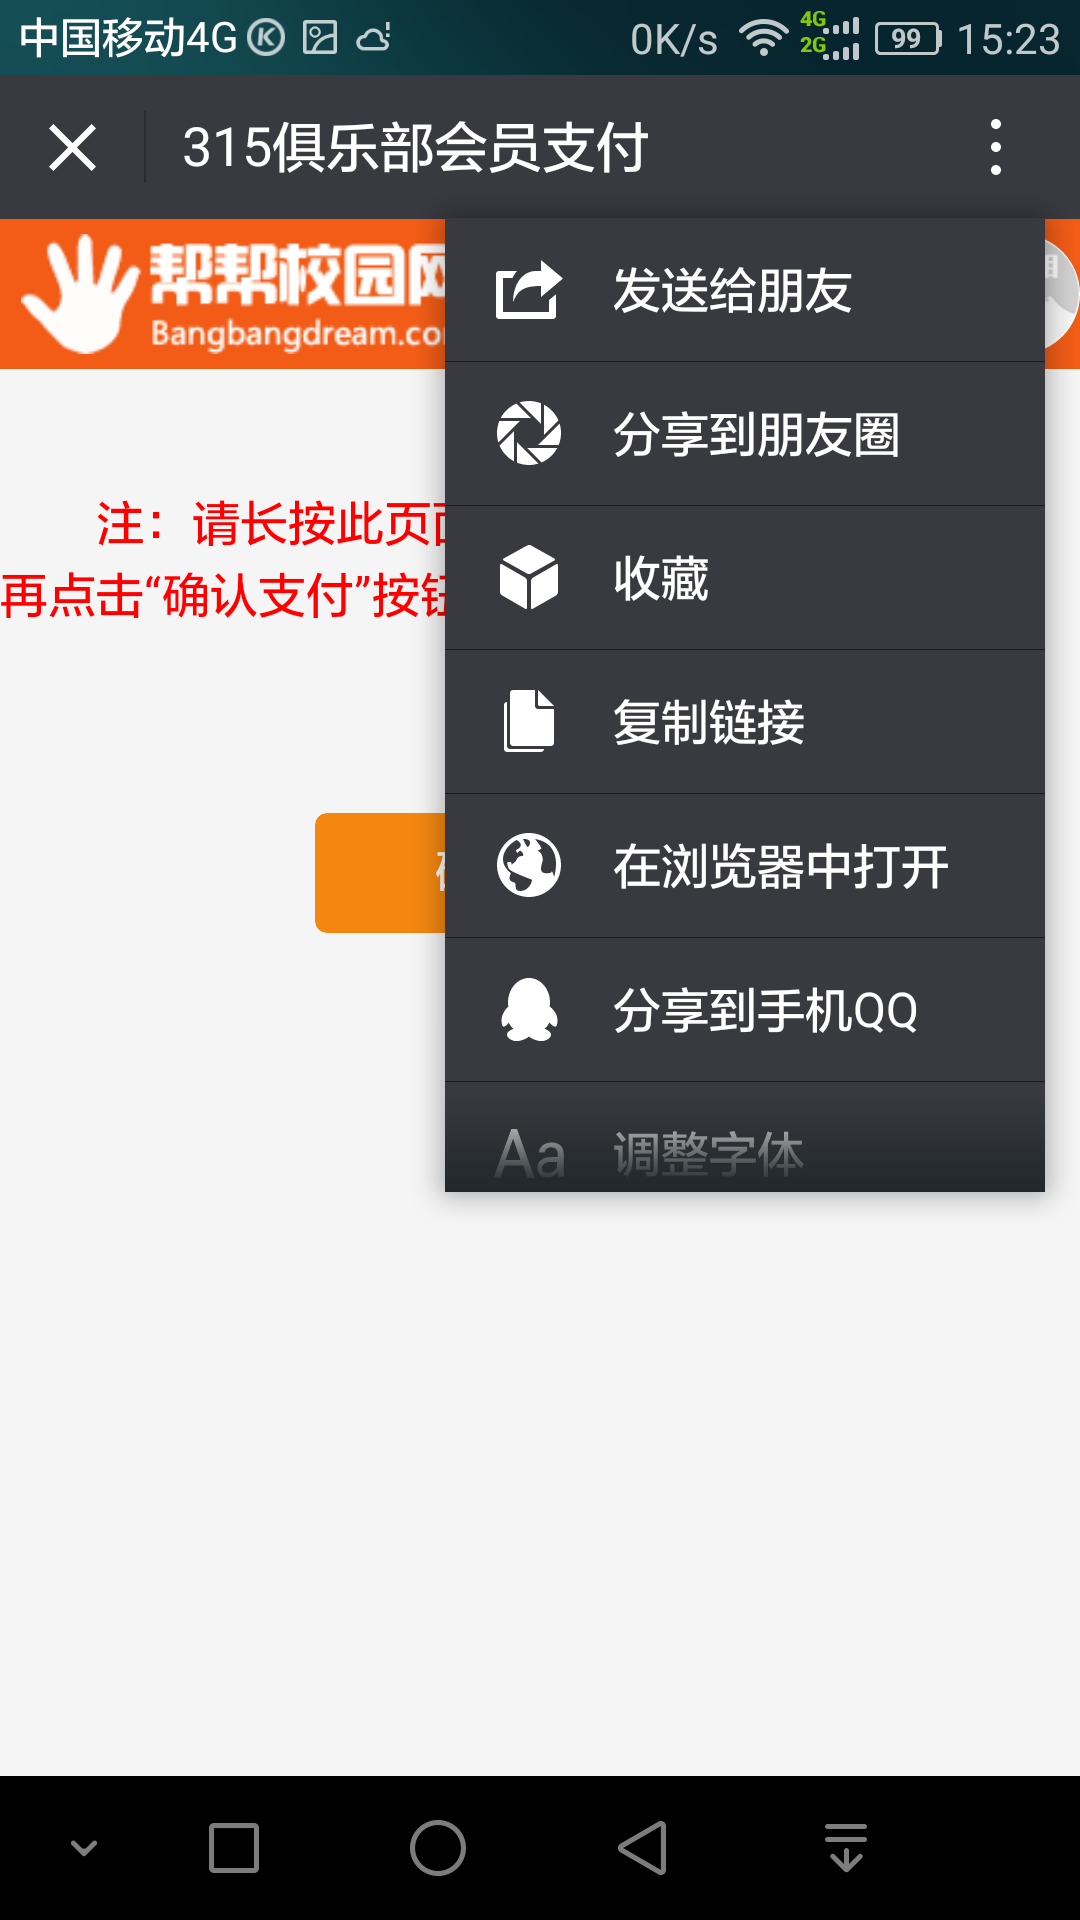 中国移动4G
0K/s
4G
2G
99
15:23
315俱乐部会员支付
帮帮校园网
Bangbangdream.co
注：请长按此页面
再点击“确认支付”按钮
发送给朋友
分享到朋友圈
收藏
复制链接
在浏览器中打开
分享到手机QQ
Aa 调整字体